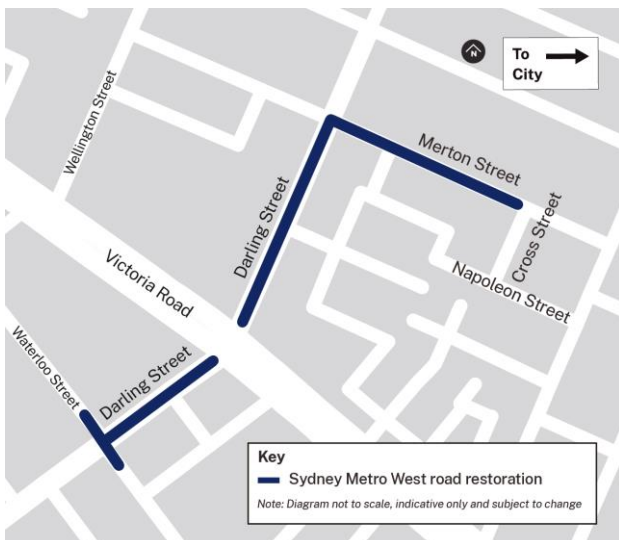 N
To
City
Wellington Street
Merton Street
Darling Street
Cross Street
Napoleon Street
Victoria Road
Waterloo Street
Darling Street
Key
Sydney Metro West road restoration
Note: Diagram not to scale, indicative only and subject to change